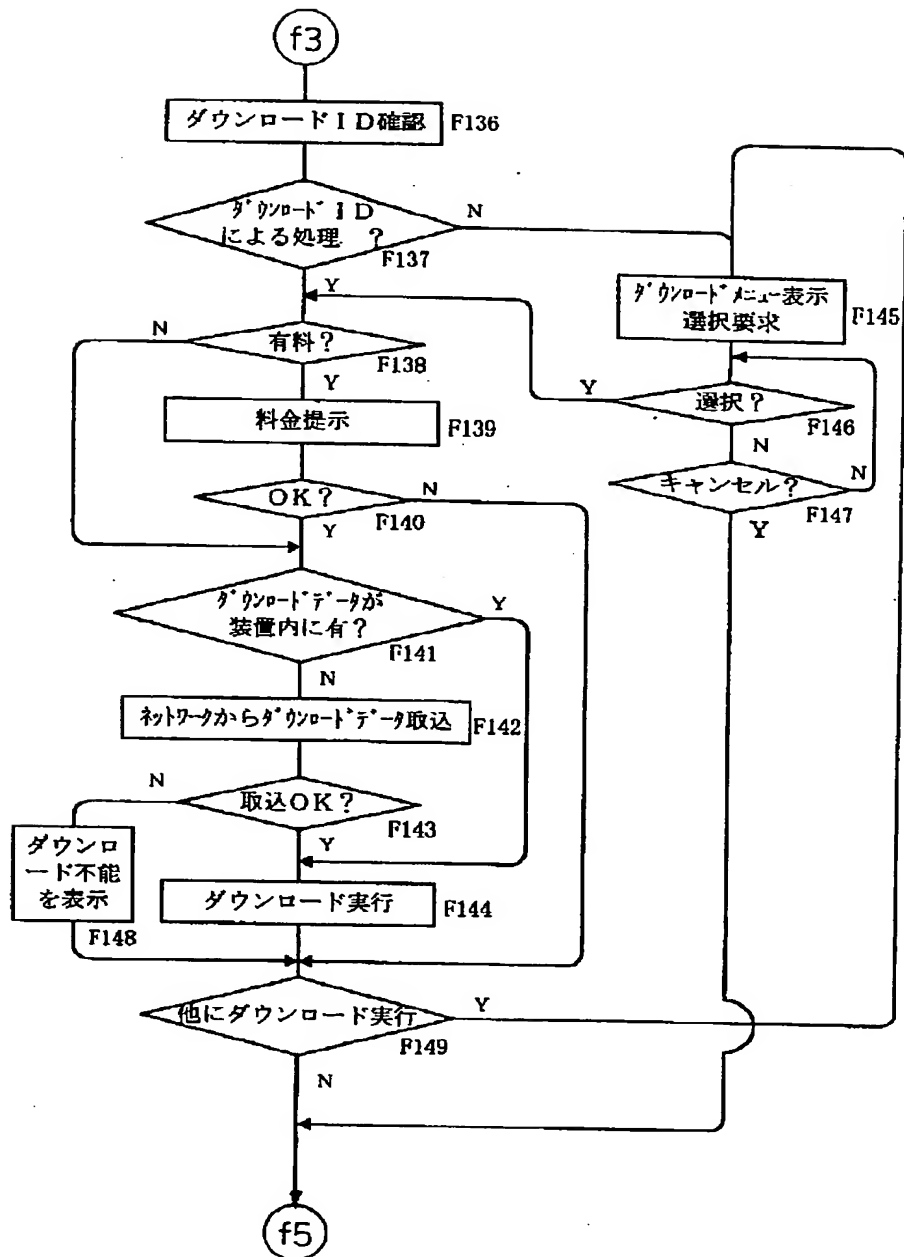 f3
ダウンロードＩＤ確認
F136
ダウンロードＩＤ
による処理 ？
N
F137
Y
N
有料？
F138
Y
料金提示
F139
OK？
N
F140
Y
ダウンロードデータが
装置内に有？
Y
F141
N
ネットワークからダウンロードデータ取込
F142
N
取込OK？
F143
Y
ダウンロ
ード不能
を表示
F148
ダウンロード実行
F144
他にダウンロード実行
Y
F149
N
f5
ダウンロードメニュー表示
選択要求
F145
Y
選択？
F146
N
キャンセル？
N
F147
Y